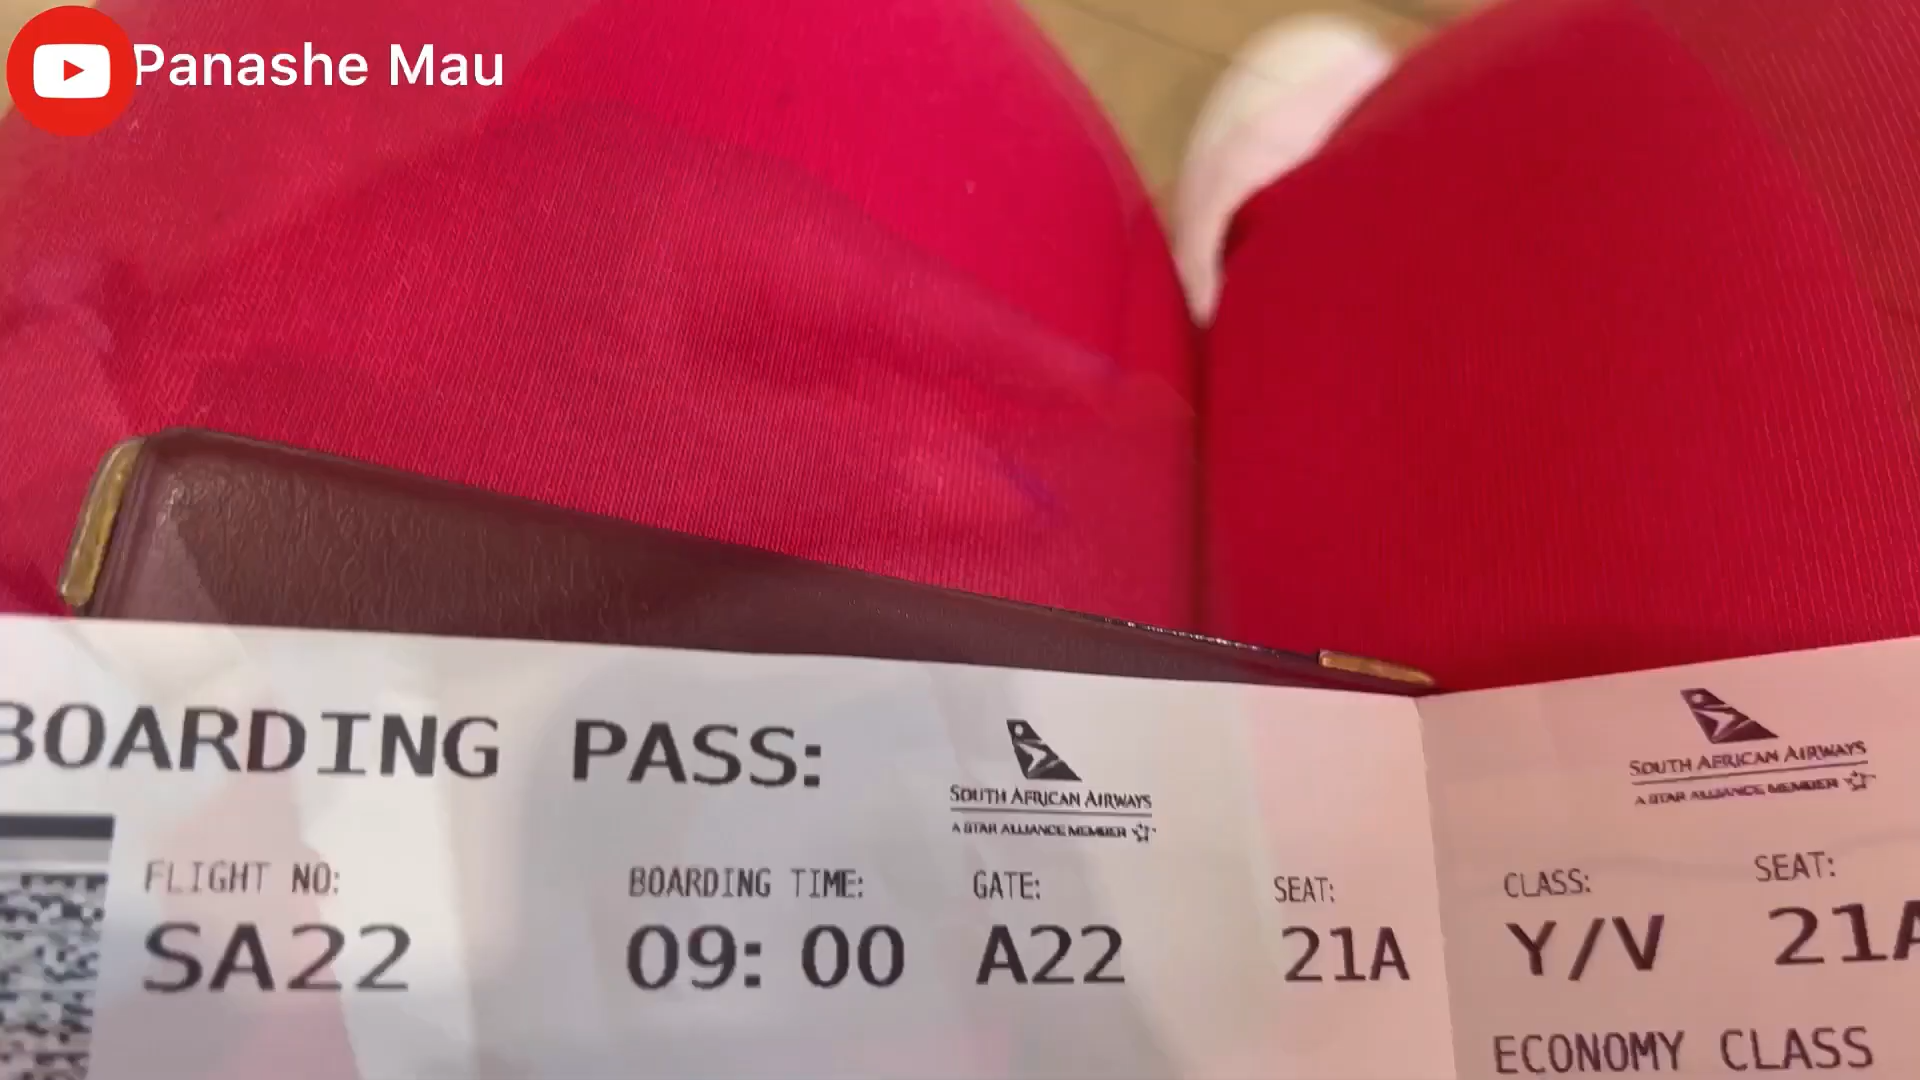 Panashe Mau
BOARDING PASS:
SOUTH AFRICAN AIRWAYS
A STAR ALLIANCE MEMBER
FLIGHT NO:
SA22
BOARDING TIME:
09: 00
GATE:
A22
SEAT:
21A
SOUTH AFRICAN AIRWAYS
A STAR ALLIANCE MEMBER
CLASS:
Y/V
SEAT:
21A
ECONOMY CLASS